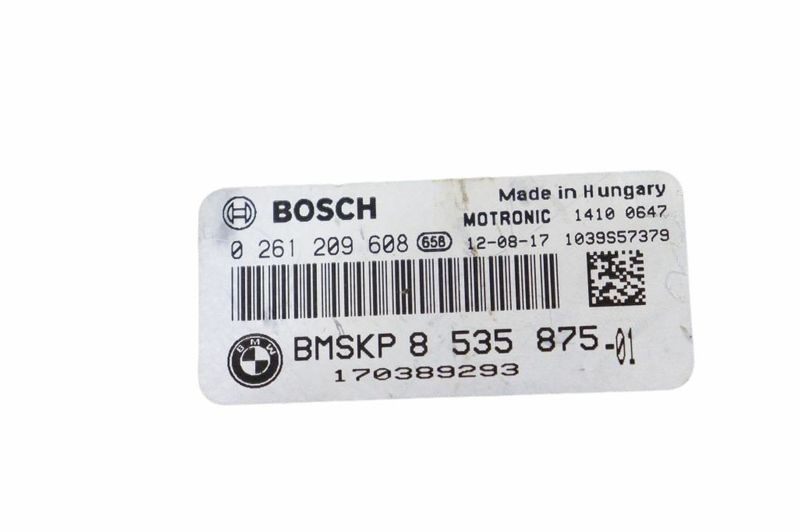 BOSCH
Made in Hungary
MOTRONIC 1410 0647
0 261 209 608 658 12-08-17 1039S57379
BMW
BMSKP 8 535 875-01
170389293